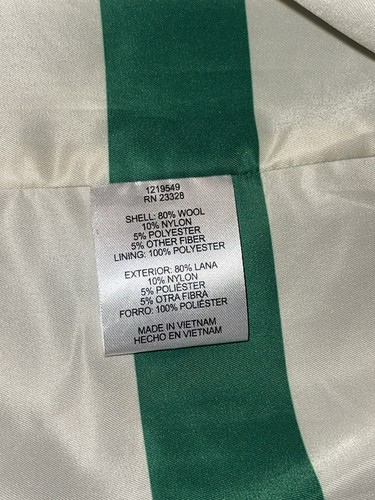 1219549
RN 23328
SHELL: 80% WOOL
10% NYLON
5% POLYESTER
5% OTHER FIBER
LINING: 100% POLYESTER
EXTERIOR: 80% LANA
10% NYLON
5% POLIÉSTER
5% OTRA FIBRA
FORRO: 100% POLIÉSTER
MADE IN VIETNAM
HECHO EN VIETNAM